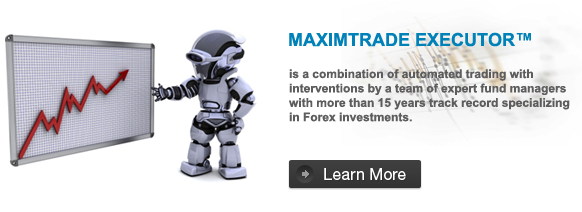 MAXIMTRADE EXECUTOR™
is a combination of automated trading with
interventions by a team of expert fund managers
with more than 15 years track record specializing
in Forex investments.
Learn More